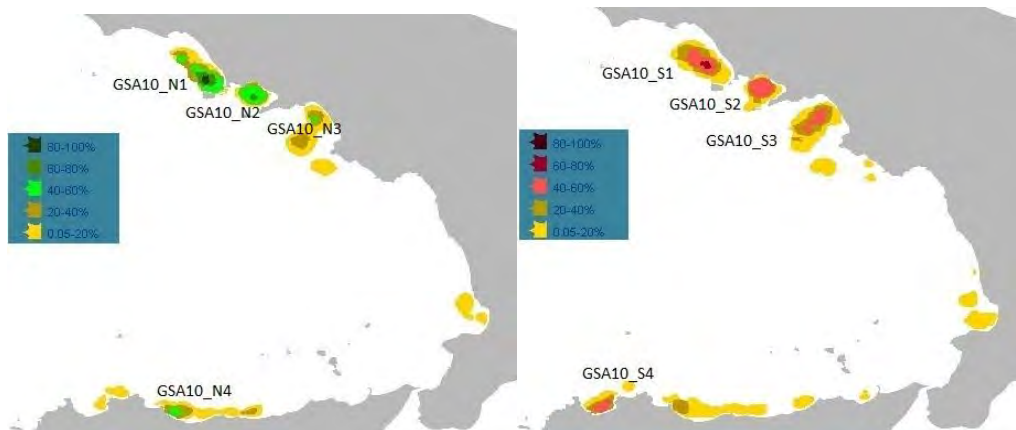 GSA10_N1
GSA10_N2
GSA10_N3
80-100%
60-80%
40-60%
20-40%
0.05-20%
GSA10_N4
GSA10_S1
GSA10_S2
GSA10_S3
80-100%
60-80%
40-60%
20-40%
0.05-20%
GSA10_S4